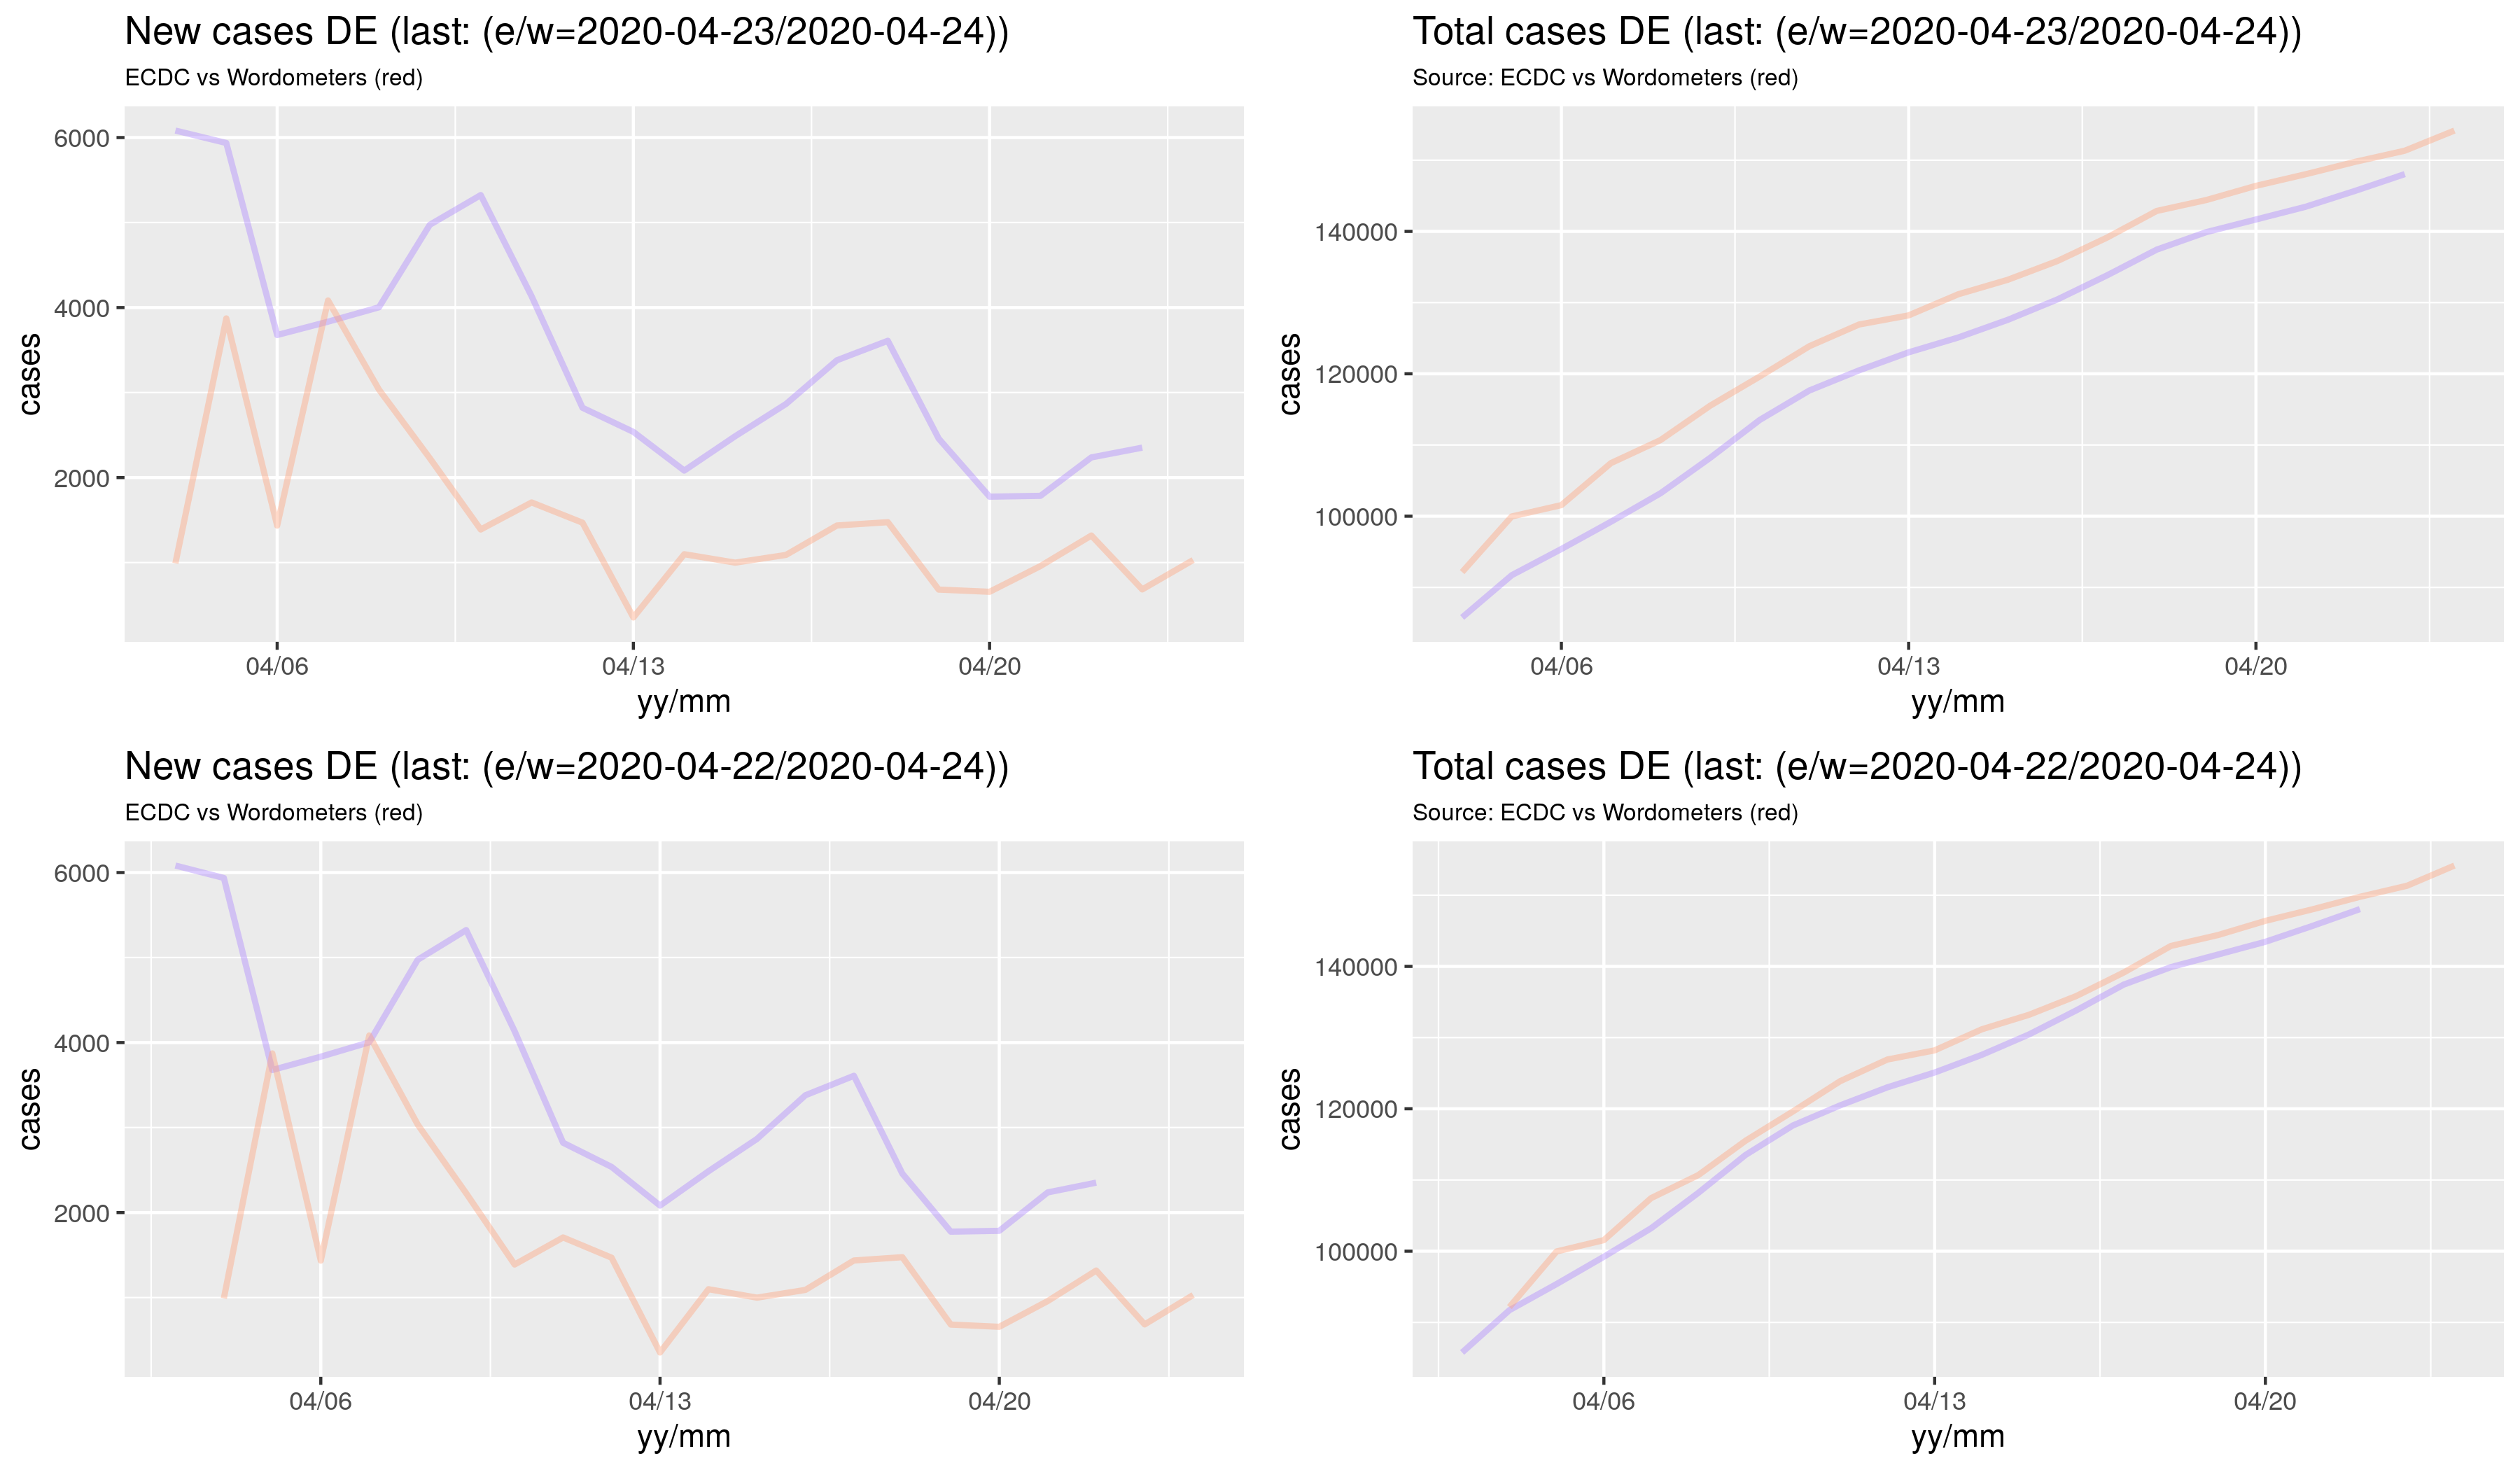 New cases DE (last: (e/w=2020-04-23/2020-04-24))
ECDC vs Wordometers (red)
6000
4000
2000
cases
04/06
04/13
04/20
yy/mm
Total cases DE (last: (e/w=2020-04-23/2020-04-24))
Source: ECDC vs Wordometers (red)
140000
120000
100000
cases
04/06
04/13
04/20
yy/mm
New cases DE (last: (e/w=2020-04-22/2020-04-24))
ECDC vs Wordometers (red)
6000
4000
2000
cases
04/06
04/13
04/20
yy/mm
Total cases DE (last: (e/w=2020-04-22/2020-04-24))
Source: ECDC vs Wordometers (red)
140000
120000
100000
cases
04/06
04/13
04/20
yy/mm